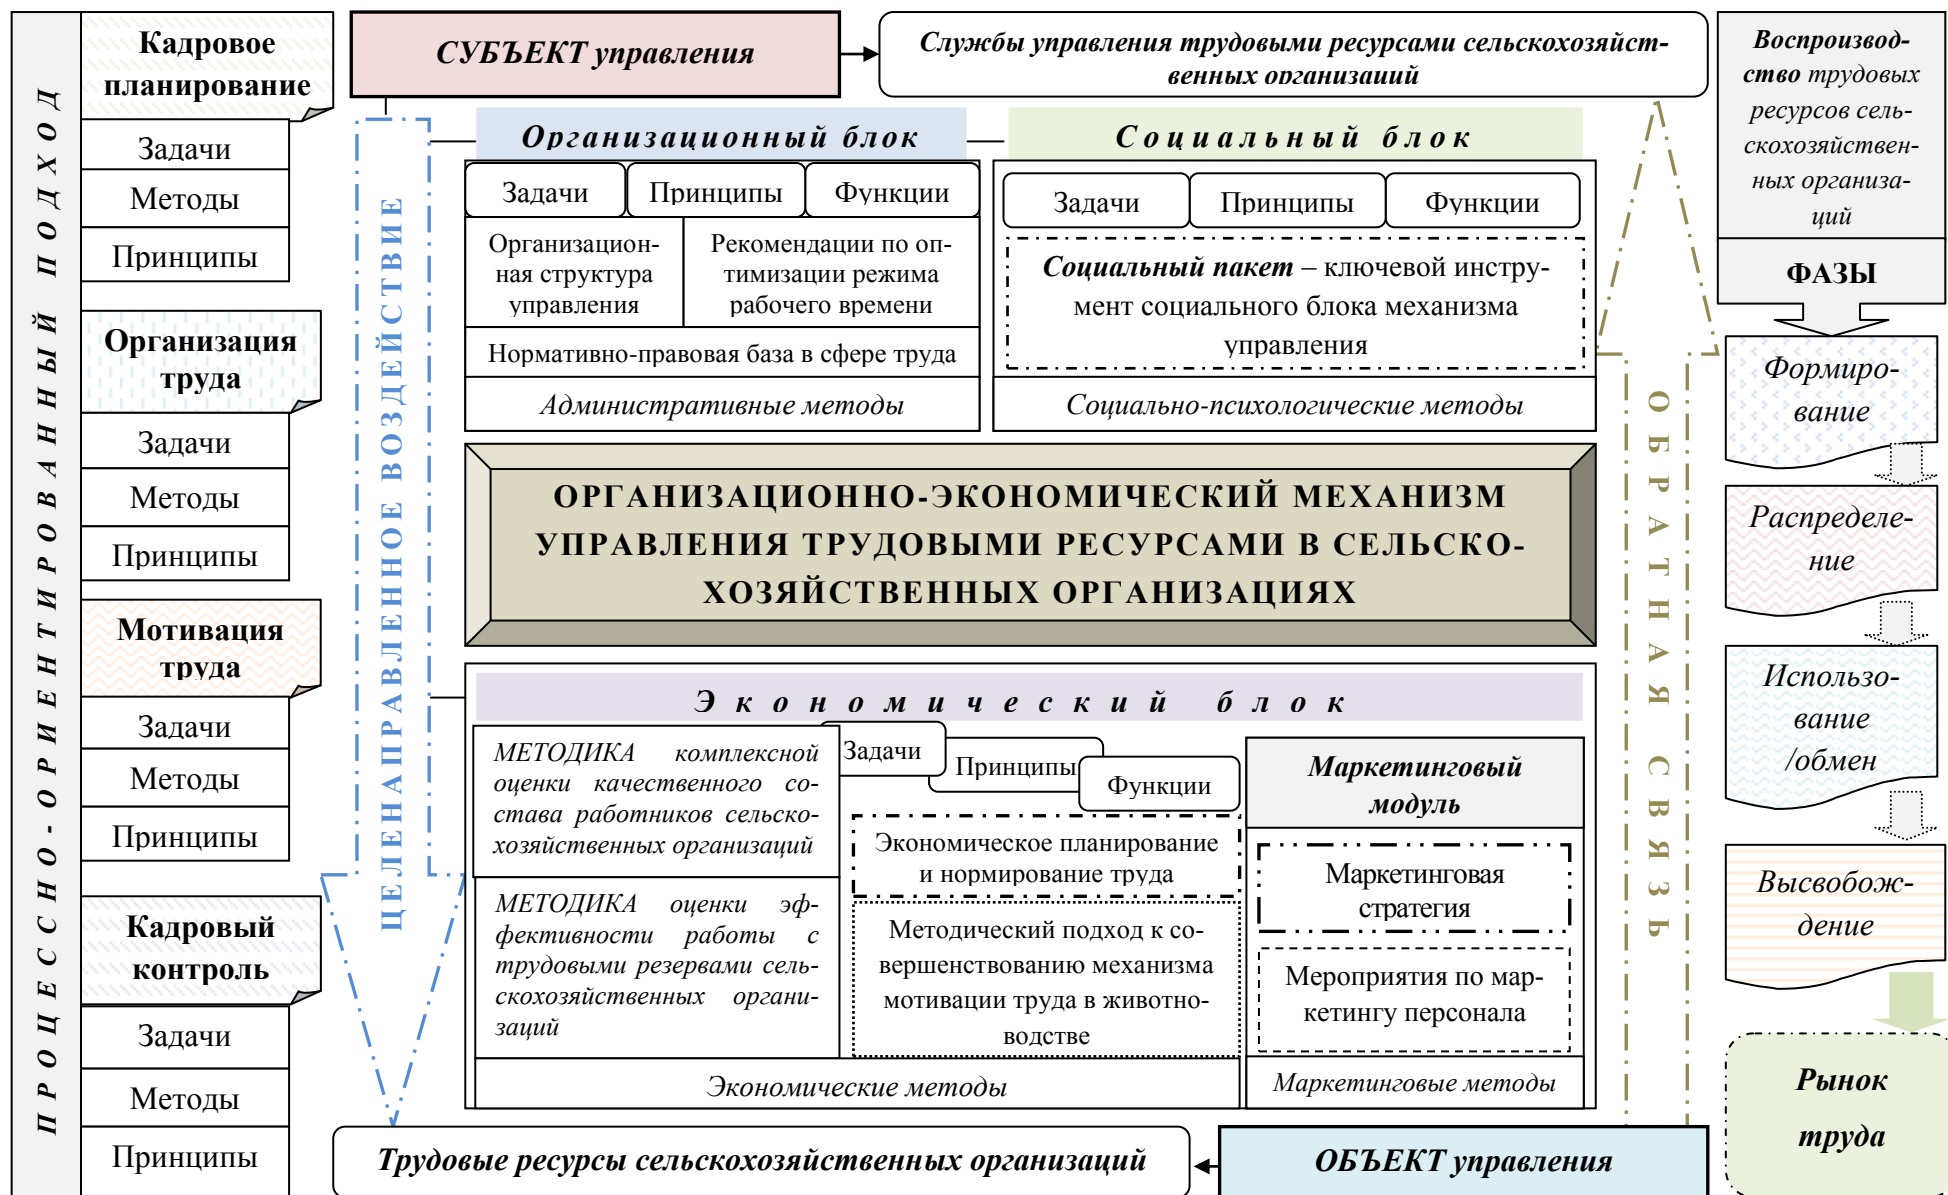 ПРОЦЕССНО-ОРИЕНТИРОВАННЫЙ ПОДХОД
Кадровое
планирование
Задачи
Методы
Принципы
Организация
труда
Задачи
Методы
Принципы
Мотивация
труда
Задачи
Методы
Принципы
Кадровый
контроль
Задачи
Методы
Принципы
СУБЪЕКТ управления
Службы управления трудовыми ресурсами сельскохозяйст-
венных организаций
ЦЕЛЕНАПРАВЛЕННОЕ ВОЗДЕЙСТВИЕ
Организационный блок
Задачи
Принципы
Функции
Организацион-
ная структура
управления
Рекомендации по оп-
тимизации режима
рабочего времени
Нормативно-правовая база в сфере труда
Административные методы
Социальный блок
Задачи
Принципы
Функции
Социальный пакет – ключевой инстру-
мент социального блока механизма
управления
Социально-психологические методы
ОРГАНИЗАЦИОННО-ЭКОНОМИЧЕСКИЙ МЕХАНИЗМ
УПРАВЛЕНИЯ ТРУДОВЫМИ РЕСУРСАМИ В СЕЛЬСКО-
ХОЗЯЙСТВЕННЫХ ОРГАНИЗАЦИЯХ
Экономический блок
МЕТОДИКА комплексной
оценки качественного со-
става работников сельско-
хозяйственных организаций
МЕТОДИКА оценки эф-
фективности работы с
трудовыми резервами сель-
скохозяйственных органи-
заций
Задачи
Принципы
Функции
Экономическое планирование
и нормирование труда
Методический подход к со-
вершенствованию механизма
мотивации труда в животно-
водстве
Экономические методы
Маркетинговый
модуль
Маркетинговая
стратегия
Мероприятия по мар-
кетингу персонала
Маркетинговые методы
ОБРАТНАЯ СВЯЗЬ
Трудовые ресурсы сельскохозяйственных организаций
ОБЪЕКТ управления
Воспроизвод-
ство трудовых
ресурсов сель-
скохозяйствен-
ных организа-
ций
ФАЗЫ
Формиро-
вание
Распределе-
ние
Использо-
вание
/обмен
Высвобож-
дение
Рынок
труда